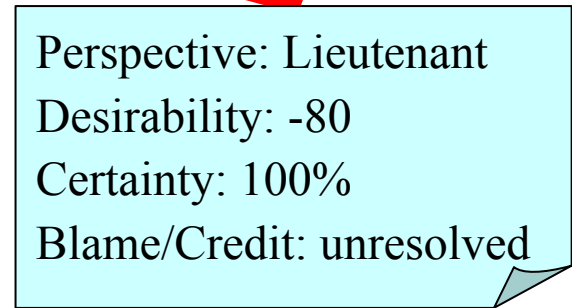 Perspective: Lieutenant
Desirability: -80
Certainty: 100%
Blame/Credit: unresolved